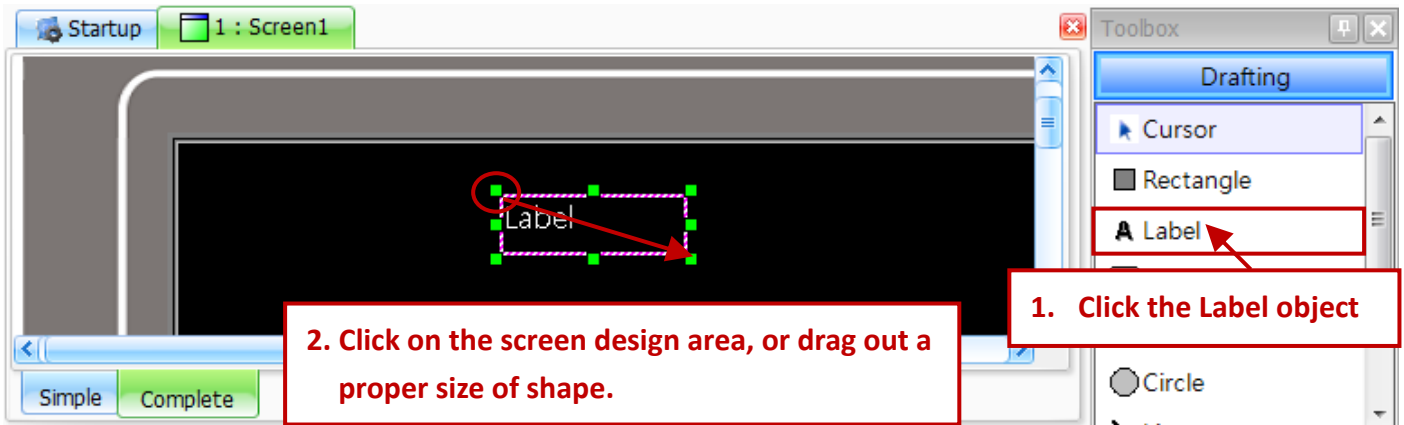 Startup
1 : Screen1
Toolbox
Drafting
Cursor
Rectangle
Label
Label
1. Click the Label object
2. Click on the screen design area, or drag out a
proper size of shape.
Circle
Simple
Complete